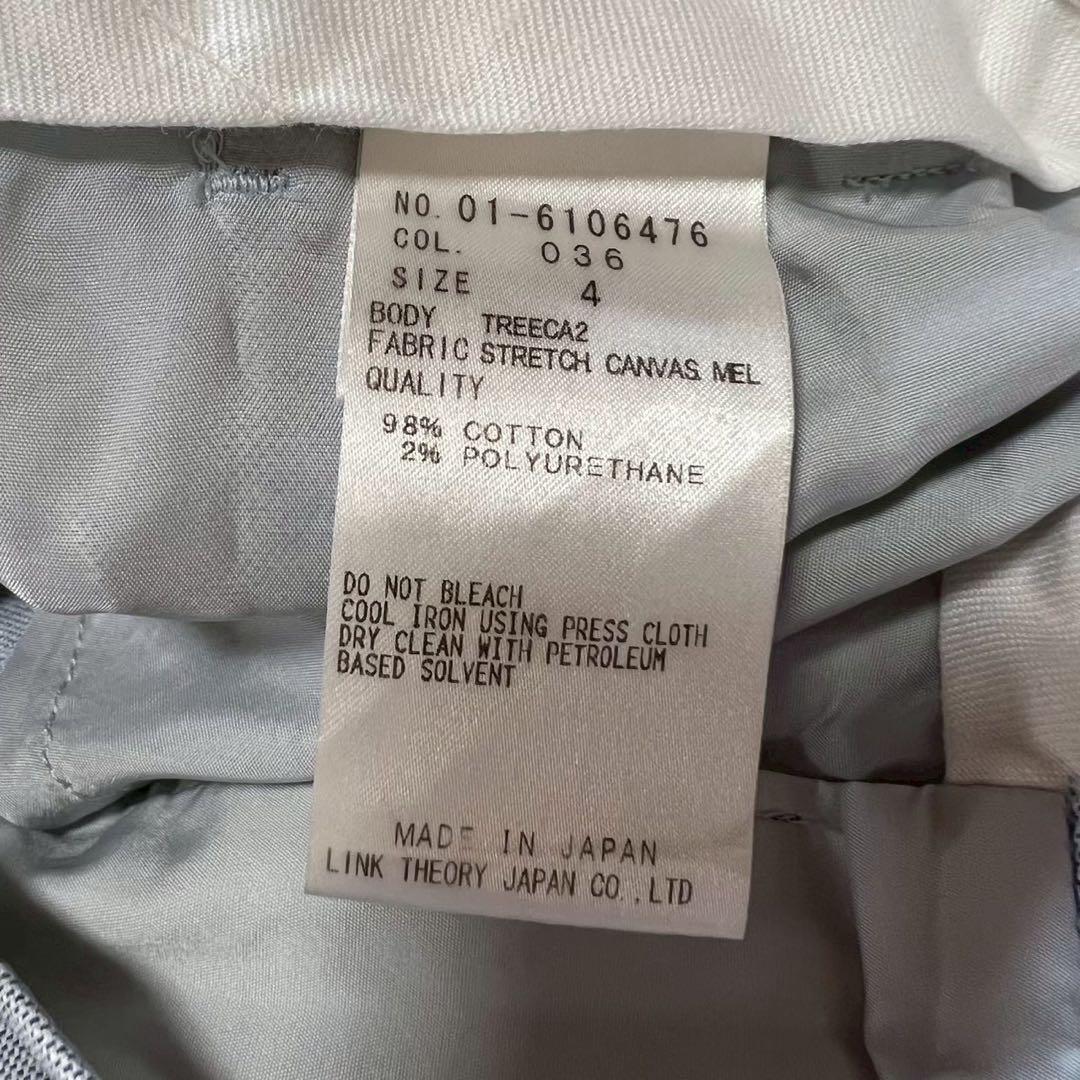 NO. 01-6106476
COL. 036
SIZE 4
BODY TREECA2
FABRIC STRETCH CANVAS MEL
QUALITY
98% COTTON
2% POLYURETHANE
DO NOT BLEACH
COOL IRON USING PRESS CLOTH
DRY CLEAN WITH PETROLEUM
BASED SOLVENT
MADE IN JAPAN
LINK THEORY JAPAN CO.,LTD